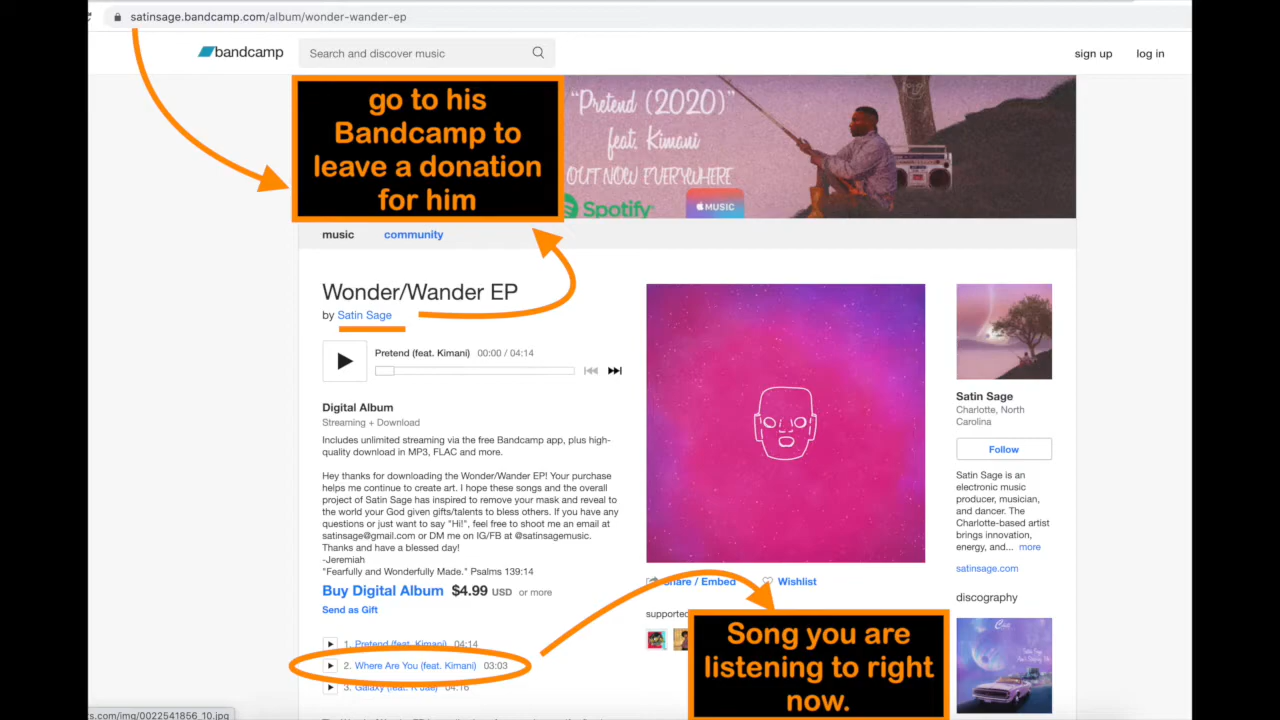 satinsage.bandcamp.com/album/wonder-wander-ep
bandcamp
Search and discover music
sign up
log in
go to his
Bandcamp to
leave a donation
for him
"Pretend (2020)"
feat. Kimani
OUT NOW EVERYWHERE
Spotify
MUSIC
music
community
Wonder/Wander EP
by Satin Sage
Pretend (feat. Kimani) 00:00 / 04:14
Digital Album
Streaming + Download
Includes unlimited streaming via the free Bandcamp app, plus high-
quality download in MP3, FLAC and more.
Hey thanks for downloading the Wonder/Wander EP! Your purchase
helps me continue to create art. I hope these songs and the overall
project of Satin Sage has inspired to remove your mask and reveal to
the world your God given gifts/talents to bless others. If you have any
questions or just want to say "Hi!", feel free to shoot me an email at
satinsage@gmail.com or DM me on IG/FB at @satinsagemusic.
Thanks and have a blessed day!
-Jeremiah
"Fearfully and Wonderfully Made." Psalms 139:14
Buy Digital Album $4.99 USD or more
Send as Gift
1. Pretend (feat. Kimani) 04:14
2. Where Are You (feat. Kimani) 03:03
3. Galaxy (feat. K Jae) 04:16
Share / Embed
Wishlist
supported
Song you are
listening to right
now.
Satin Sage
Charlotte, North
Carolina
Follow
Satin Sage is an
electronic music
producer, musician,
and dancer. The
Charlotte-based artist
brings innovation,
energy, and... more
satinsage.com
discography
rs.com/img/0022541856_10.jpg